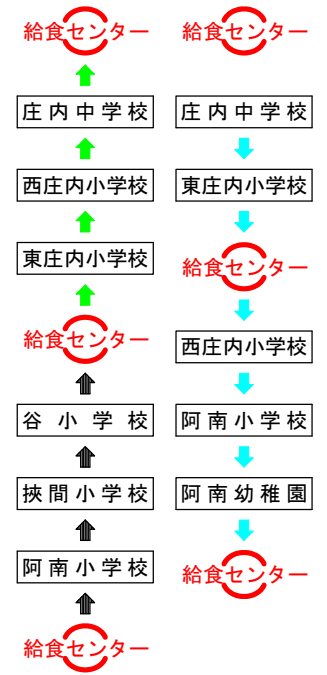 給食センター
庄内中学校
西庄内小学校
東庄内小学校
給食センター
谷小学校
挾間小学校
阿南小学校
給食センター
給食センター
庄内中学校
東庄内小学校
給食センター
西庄内小学校
阿南小学校
阿南幼稚園
給食センター